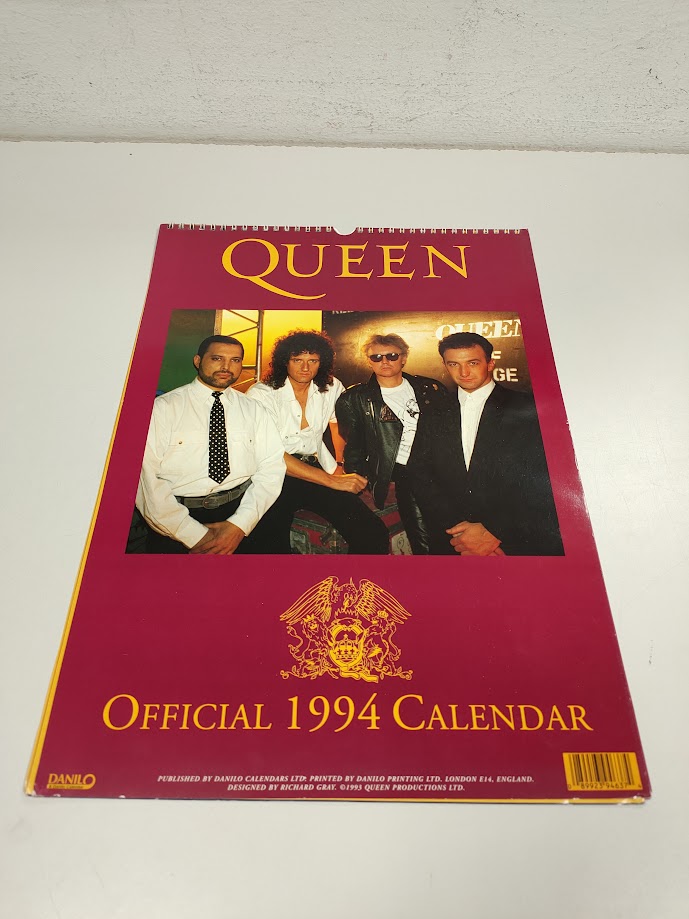 QUEEN
QUEEN
GE
OFFICIAL 1994 CALENDAR
DANILO
PUBLISHED BY DANILO CALENDARS LTD. PRINTED BY DANILO PRINTING LTD. LONDON E14, ENGLAND.
DESIGNED BY RICHARD GRAY. ©1993 QUEEN PRODUCTIONS LTD.